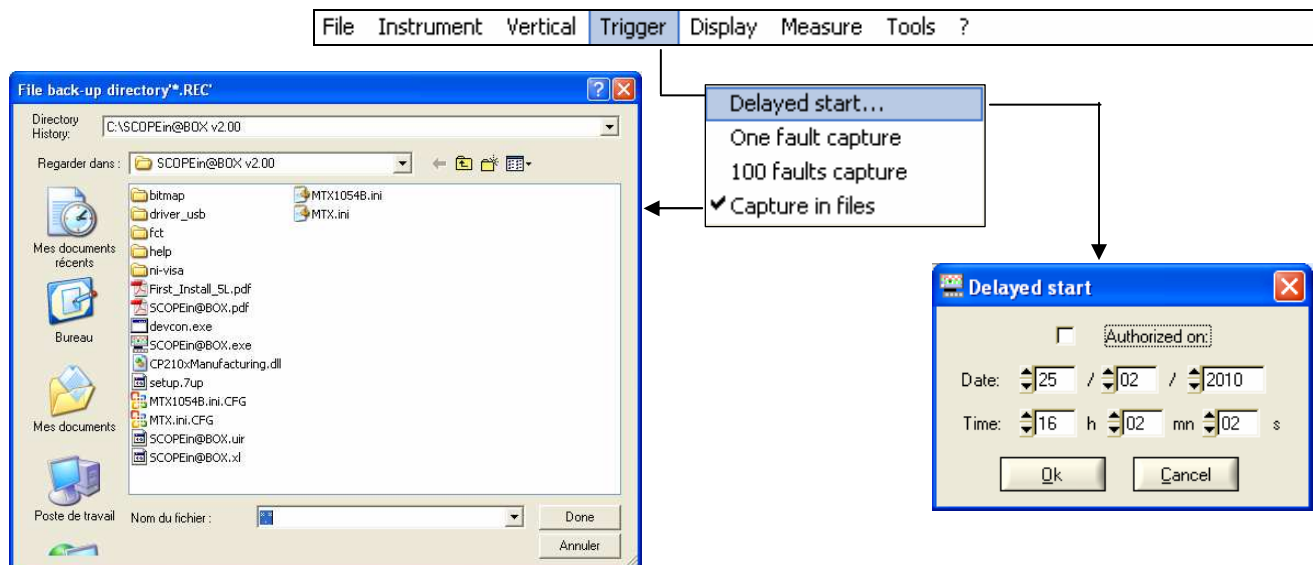 File Instrument Vertical Trigger Display Measure Tools ?
File back-up directory'*.REC'
Directory History: C:\SCOPEin@BOX v2.00
Regarder dans : SCOPEin@BOX v2.00
Mes documents récents
Bureau
Mes documents
Poste de travail
bitmap
driver_usb
fct
help
ni-visa
First_Install_5L.pdf
SCOPEin@BOX.pdf
devcon.exe
SCOPEin@BOX.exe
CP210xManufacturing.dll
setup.7up
MTX1054B.ini.CFG
MTX.ini.CFG
SCOPEin@BOX.uir
SCOPEin@BOX.xl
MTX1054B.ini
MTX.ini
Nom du fichier :
Done
Annuler
Delayed start...
One fault capture
100 faults capture
Capture in files
Delayed start
Authorized on:
Date: 25 / 02 / 2010
Time: 16 h 02 mn 02 s
Ok Cancel